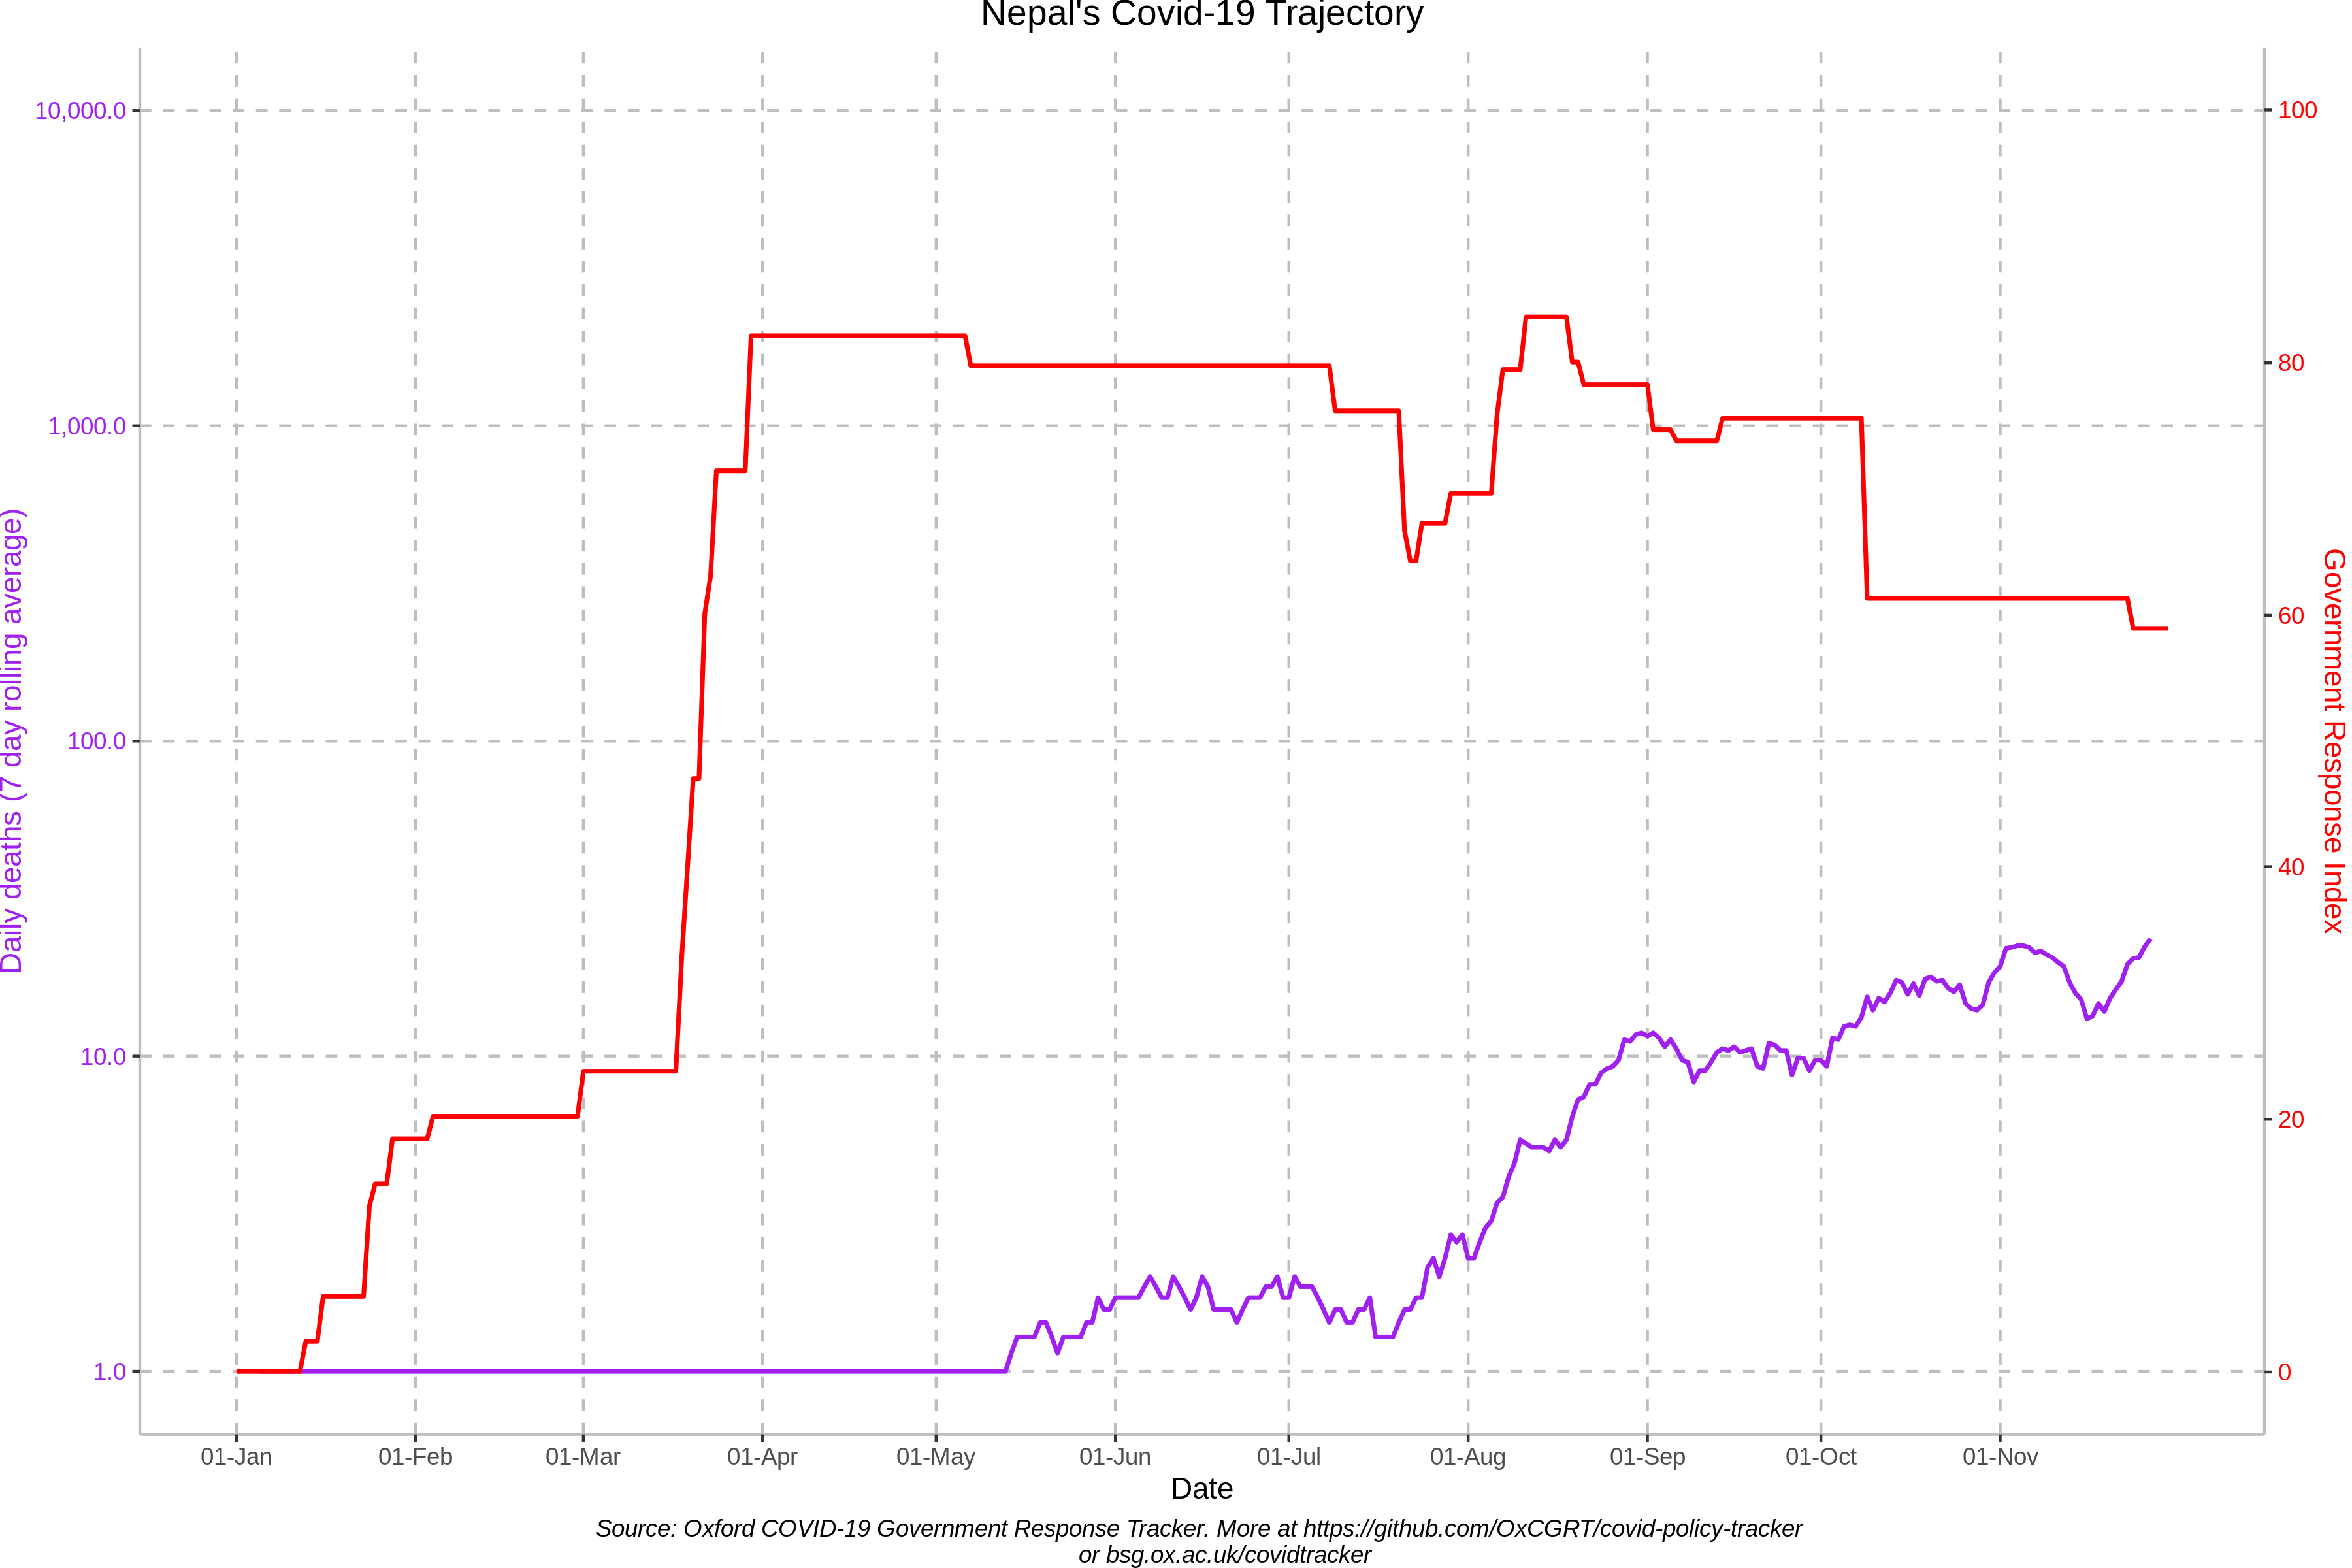 Nepal's Covid-19 Trajectory
10,000.0
1,000.0
100.0
10.0
1.0
Daily deaths (7 day rolling average)
100
80
60
40
20
0
Government Response Index
01-Jan 01-Feb 01-Mar 01-Apr 01-May 01-Jun 01-Jul 01-Aug 01-Sep 01-Oct 01-Nov
Date
Source: Oxford COVID-19 Government Response Tracker. More at https://github.com/OxCGRT/covid-policy-tracker
or bsg.ox.ac.uk/covidtracker